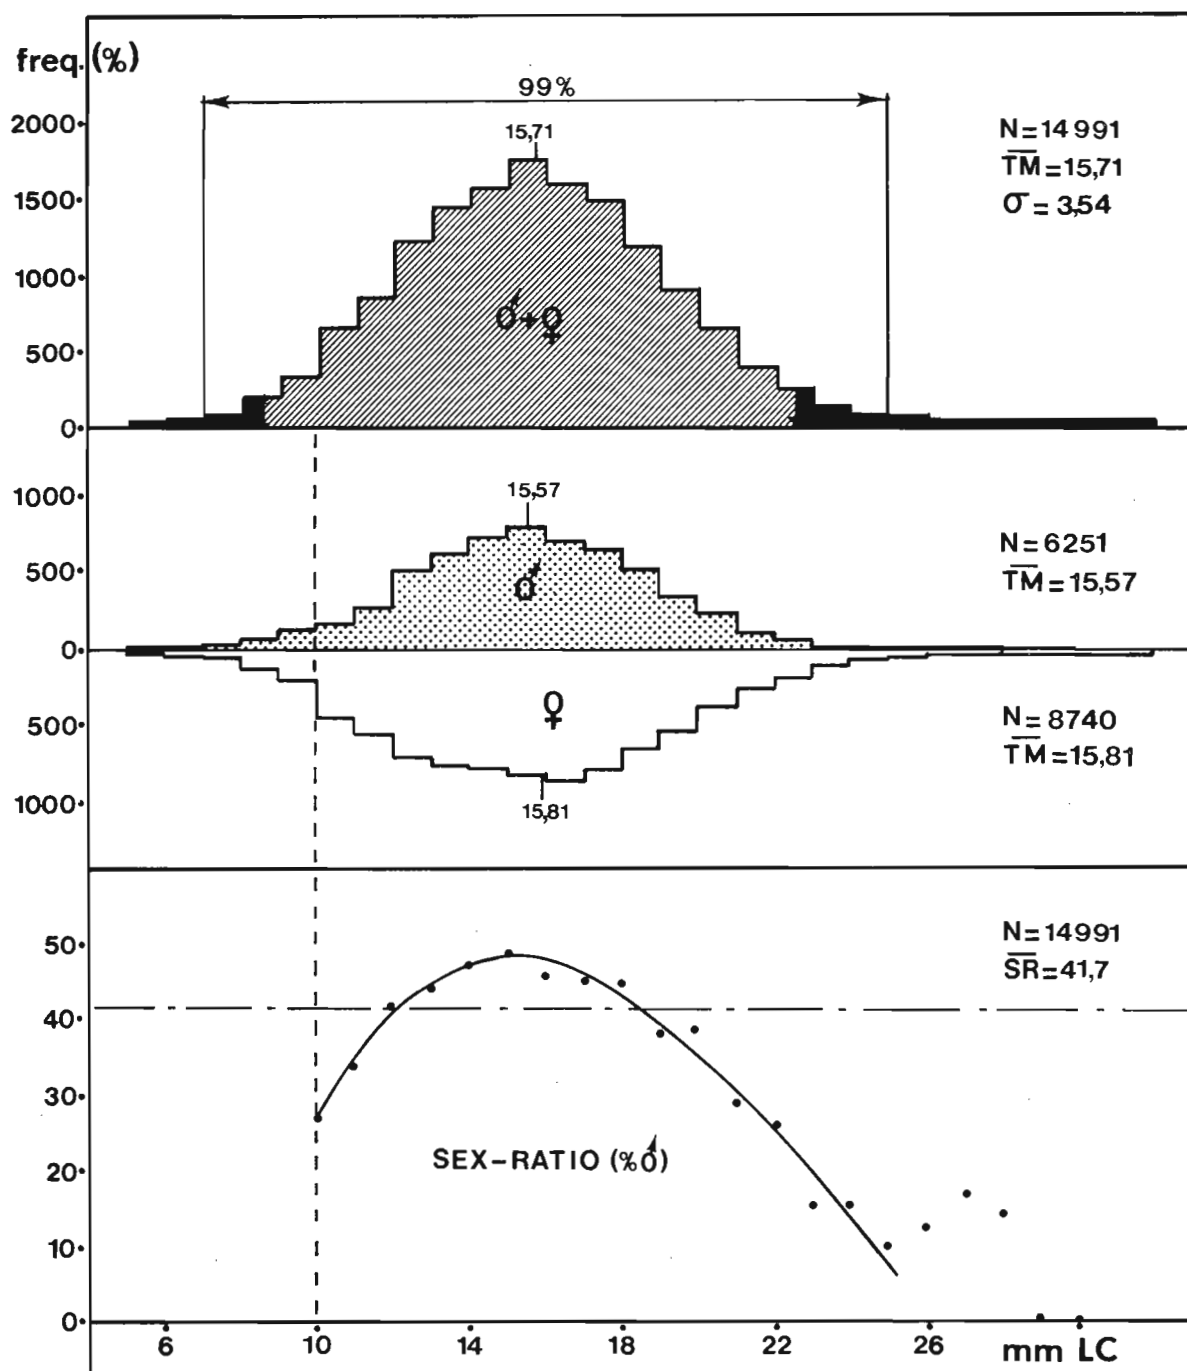 freq. (%)
99%
15,71
2000
1500
1000
500
0
♂+♀
N=14991
TM=15,71
σ=3,54
15,57
1000
500
0
500
1000
♂
♀
15,81
N=6251
TM=15,57
N=8740
TM=15,81
50
40
30
20
10
0
N=14991
SR=41,7
SEX-RATIO (%♂)
6 10 14 18 22 26 mm LC